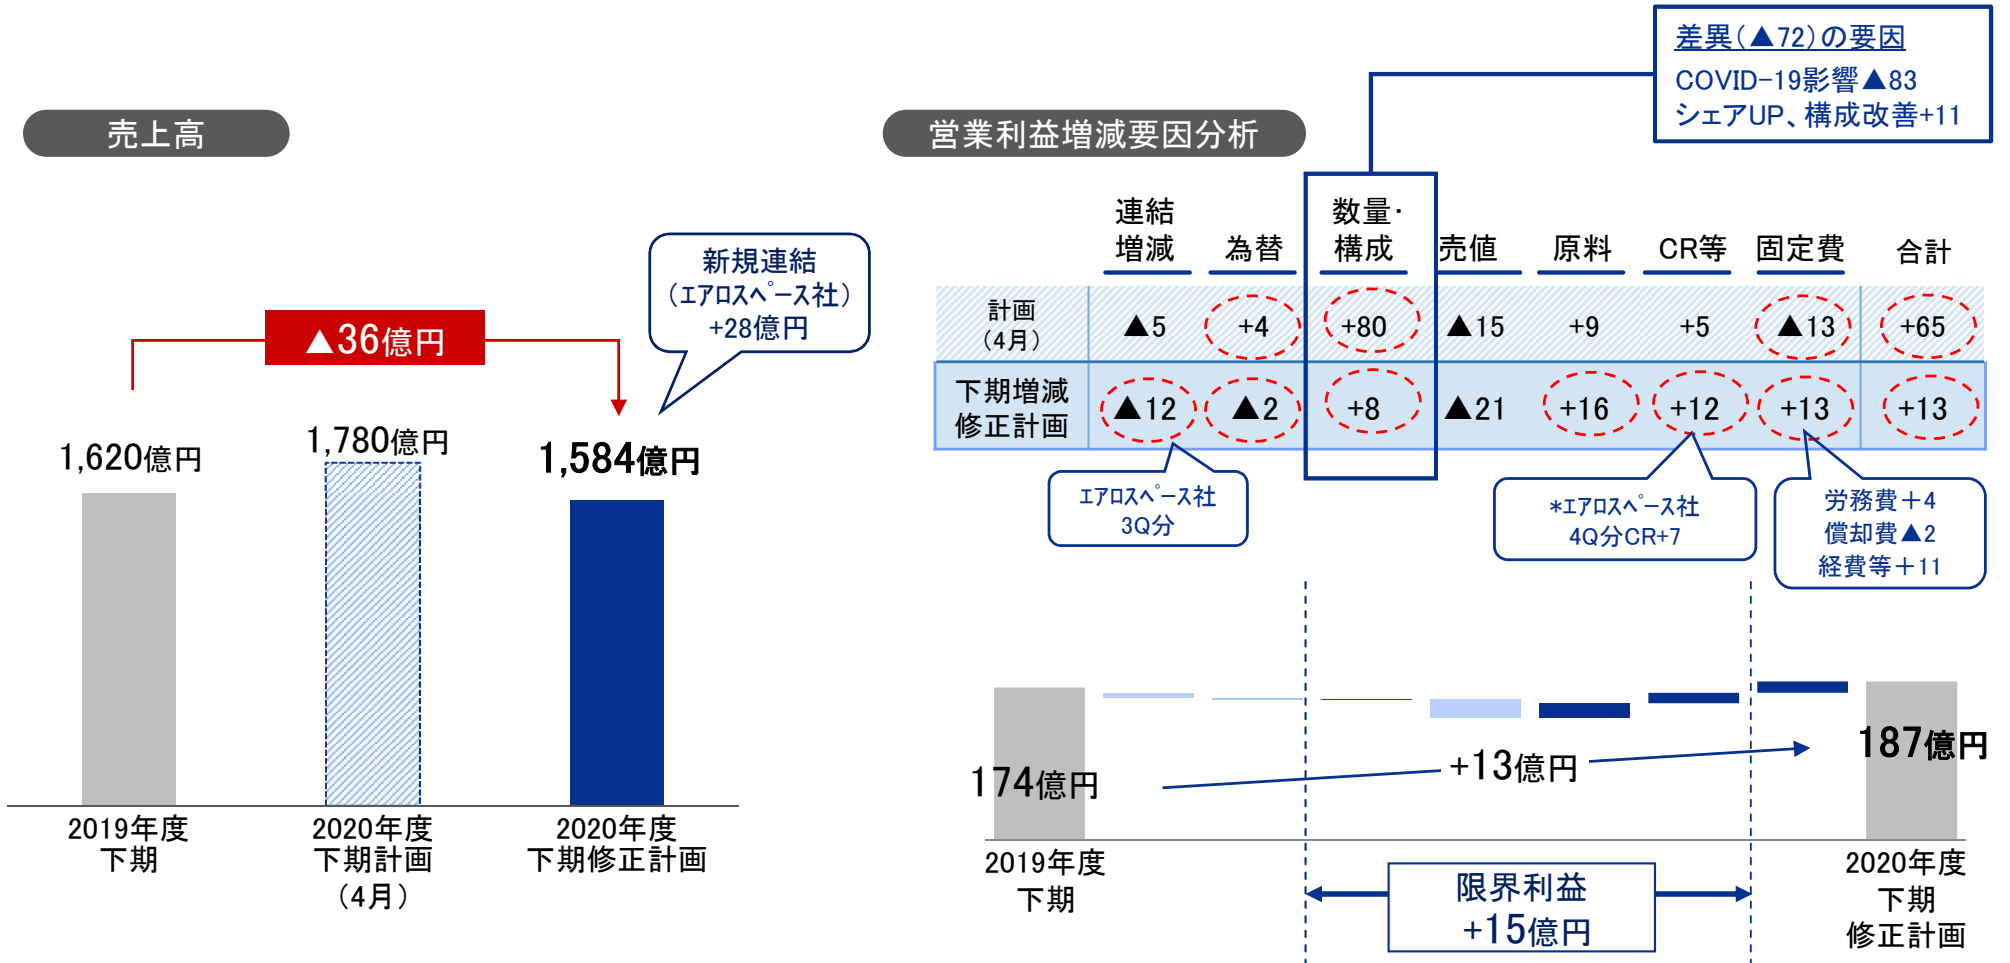 差異(▲72)の要因
COVID-19影響▲83
シェアUP、構成改善+11
売上高
営業利益増減要因分析
新規連結
(エアロスペース社)
+28億円
▲36億円
1,620億円
1,780億円
1,584億円
2019年度
下期
2020年度
下期計画
(4月)
2020年度
下期修正計画
連結
増減
為替
数量・
構成
売値
原料
CR等
固定費
合計
計画
(4月)
▲5
+4
+80
▲15
+9
+5
▲13
+65
下期増減
修正計画
▲12
▲2
+8
▲21
+16
+12
+13
+13
エアロスペース社
3Q分
*エアロスペース社
4Q分CR+7
労務費+4
償却費▲2
経費等+11
174億円
+13億円
187億円
2019年度
下期
限界利益
+15億円
2020年度
下期
修正計画